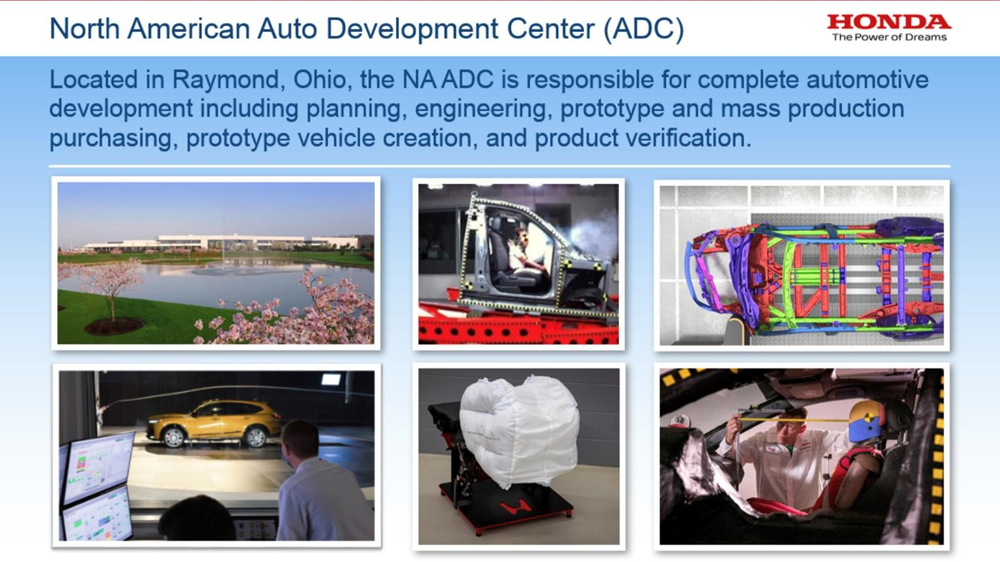 North American Auto Development Center (ADC)
HONDA
The Power of Dreams
Located in Raymond, Ohio, the NA ADC is responsible for complete automotive
development including planning, engineering, prototype and mass production
purchasing, prototype vehicle creation, and product verification.